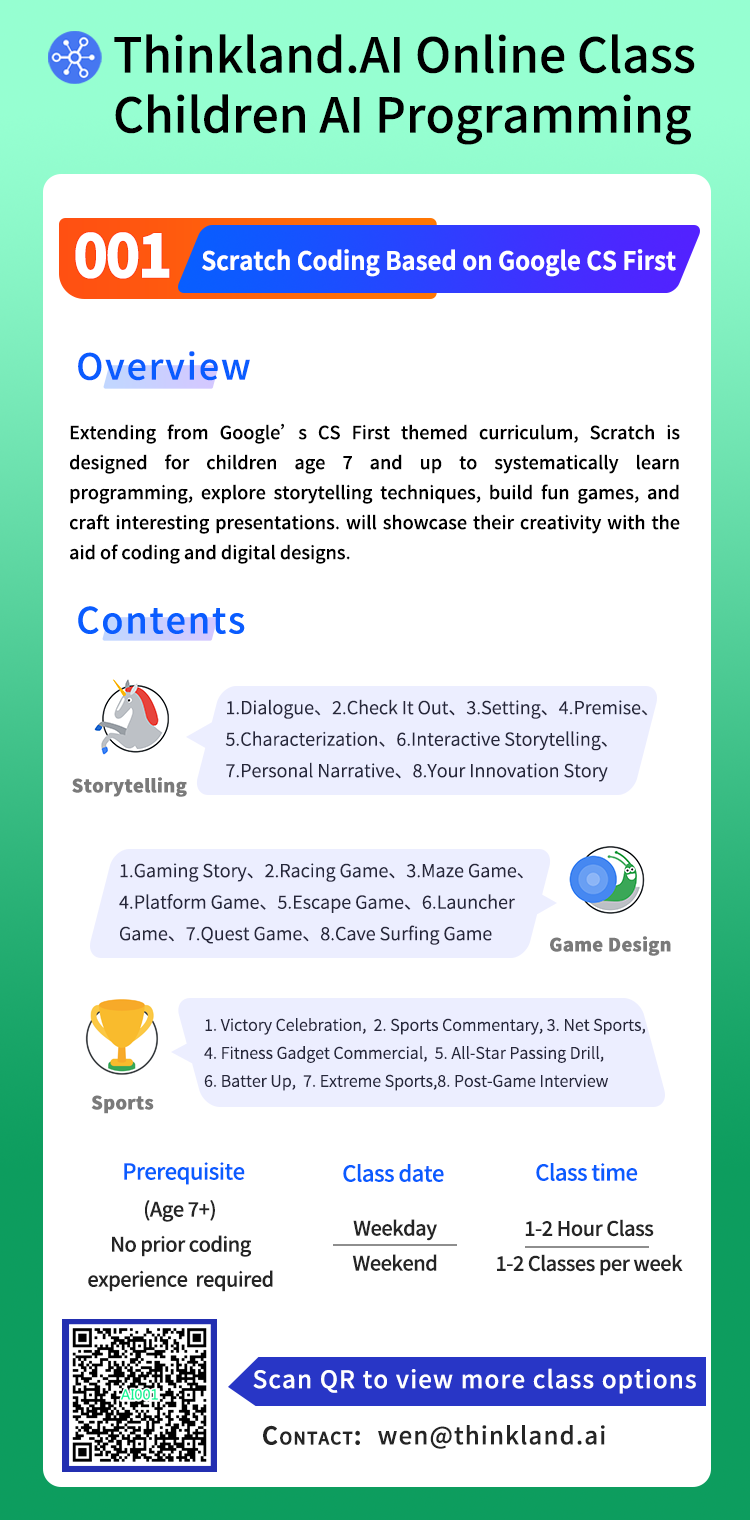 Thinkland.AI Online Class
Children AI Programming
001
Scratch Coding Based on Google CS First
Overview
Extending from Google’s CS First themed curriculum, Scratch is
designed for children age 7 and up to systematically learn
programming, explore storytelling techniques, build fun games, and
craft interesting presentations. will showcase their creativity with the
aid of coding and digital designs.
Contents
Storytelling
1.Dialogue、2.Check It Out、3.Setting、4.Premise、
5.Characterization、6.Interactive Storytelling、
7.Personal Narrative、8.Your Innovation Story
1.Gaming Story、2.Racing Game、3.Maze Game、
4.Platform Game、5.Escape Game、6.Launcher
Game、7.Quest Game、8.Cave Surfing Game
Game Design
Sports
1. Victory Celebration, 2. Sports Commentary, 3. Net Sports,
4. Fitness Gadget Commercial, 5. All-Star Passing Drill,
6. Batter Up, 7. Extreme Sports,8. Post-Game Interview
Prerequisite
(Age 7+)
No prior coding
experience required
Class date
Weekday
Weekend
Class time
1-2 Hour Class
1-2 Classes per week
AI001
Scan QR to view more class options
CONTACT: wen@thinkland.ai